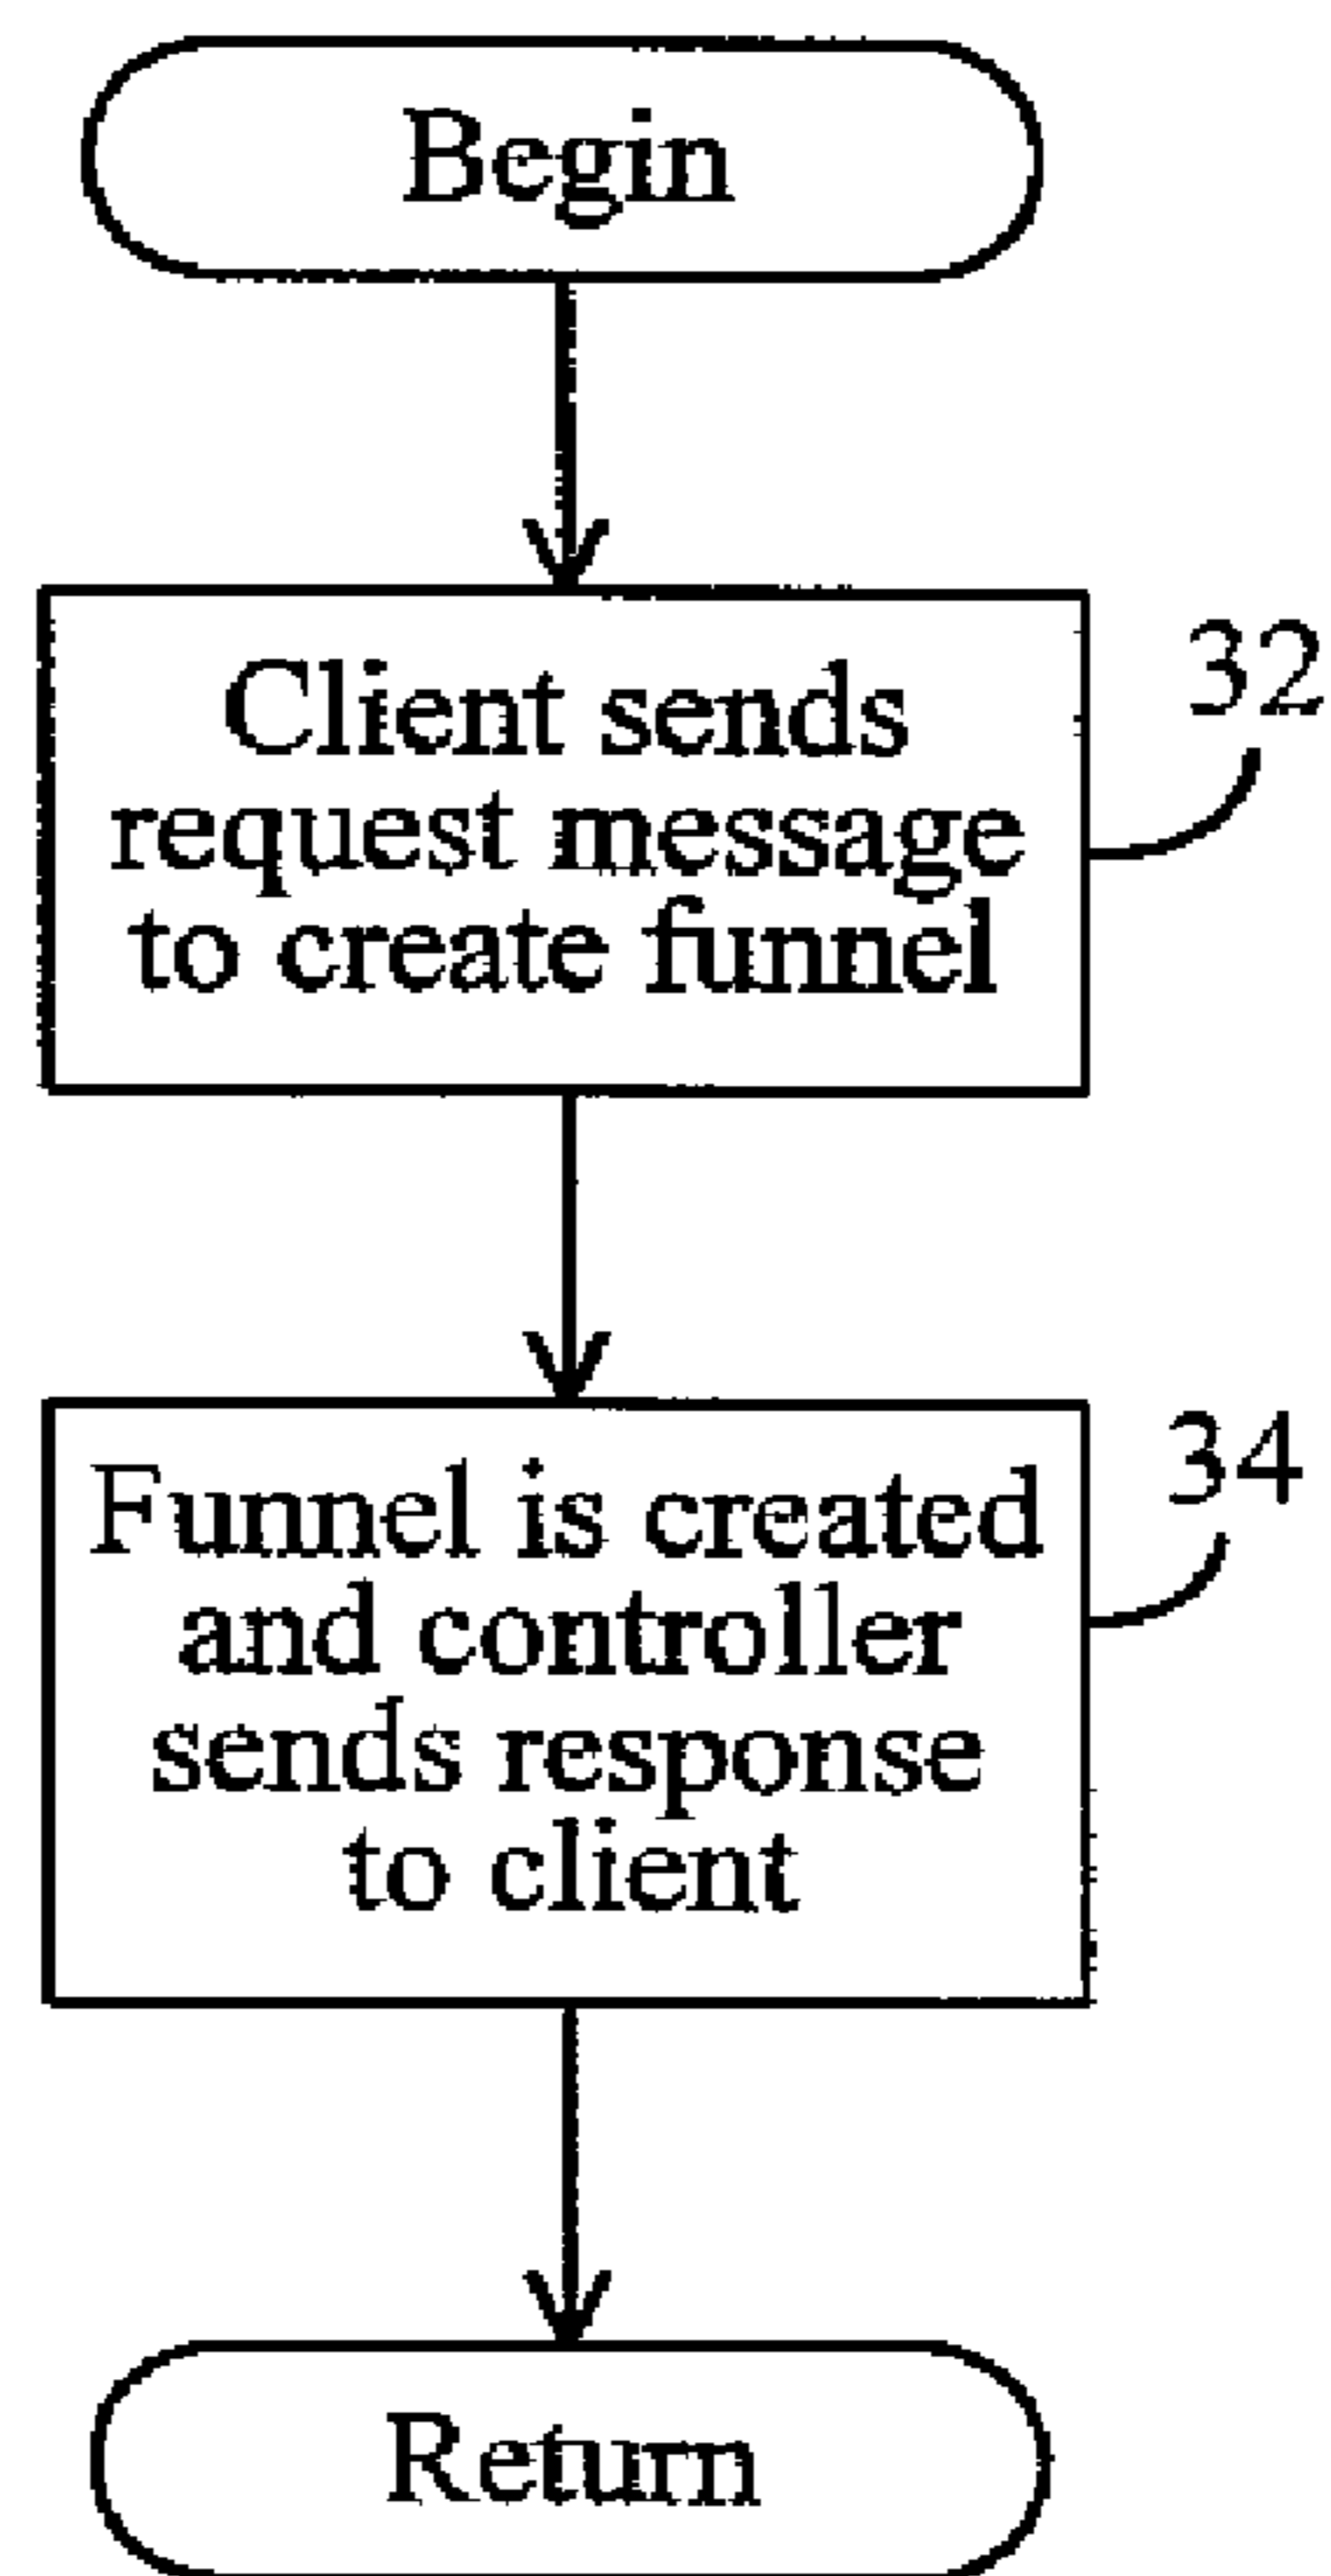 Begin
Client sends
request message
to create funnel
32
Funnel is created
and controller
sends response
to client
34
Return